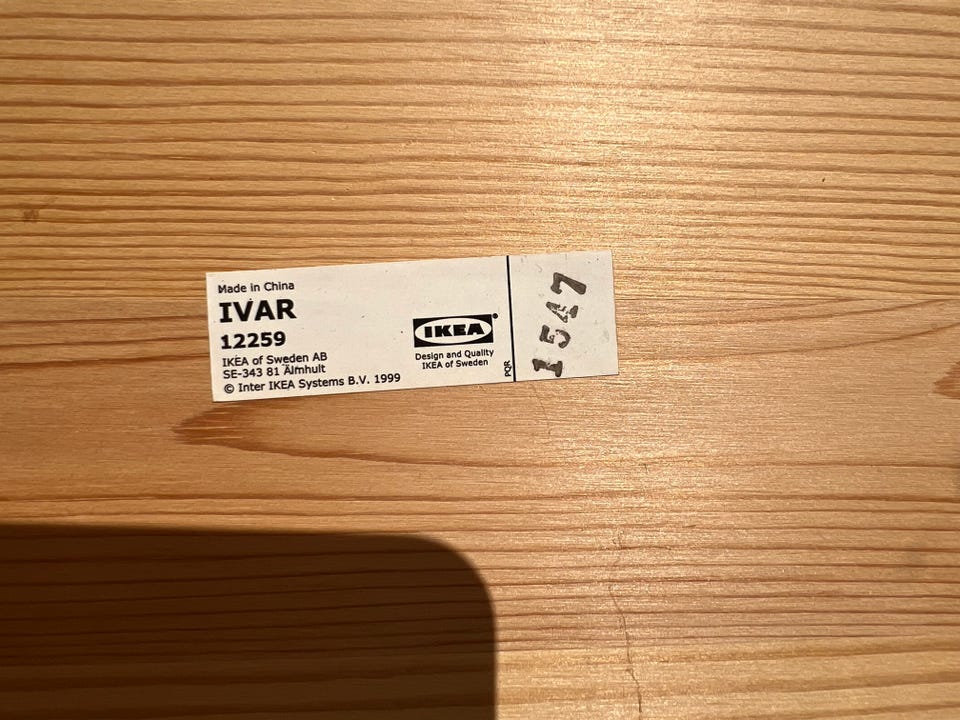 Made in China
IVAR
12259
IKEA of Sweden AB
SE-343 81 Älmhult
© Inter IKEA Systems B.V. 1999
IKEA®
Design and Quality
IKEA of Sweden
PQR
1547